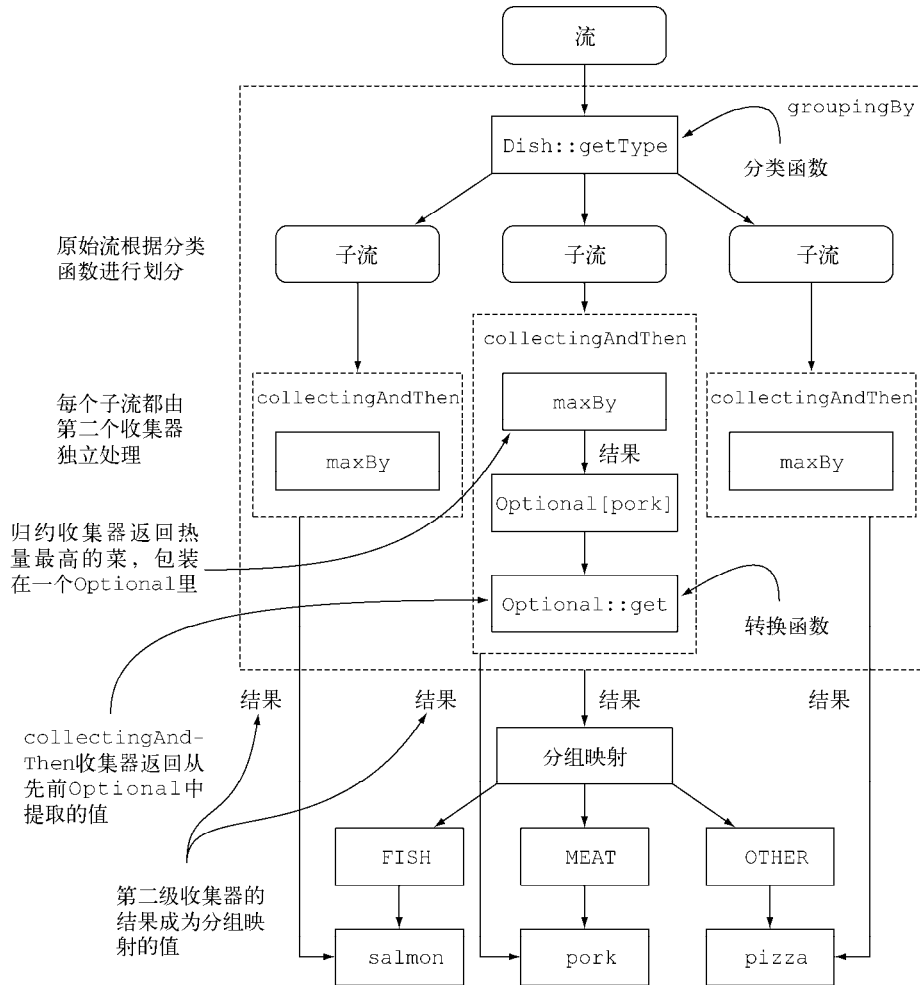 流
groupingBy
Dish::getType
分类函数
原始流根据分类
函数进行划分
子流
子流
子流
collectingAndThen
每个子流都由
第二个收集器
独立处理
collectingAndThen
maxBy
maxBy
collectingAndThen
maxBy
结果
Optional[pork]
归约收集器返回热
量最高的菜，包装
在一个Optional里
Optional::get
转换函数
结果
结果
结果
结果
collectingAnd-
Then收集器返回从
先前Optional中
提取的值
分组映射
FISH
MEAT
OTHER
第二级收集器的
结果成为分组映
射的值
salmon
pork
pizza